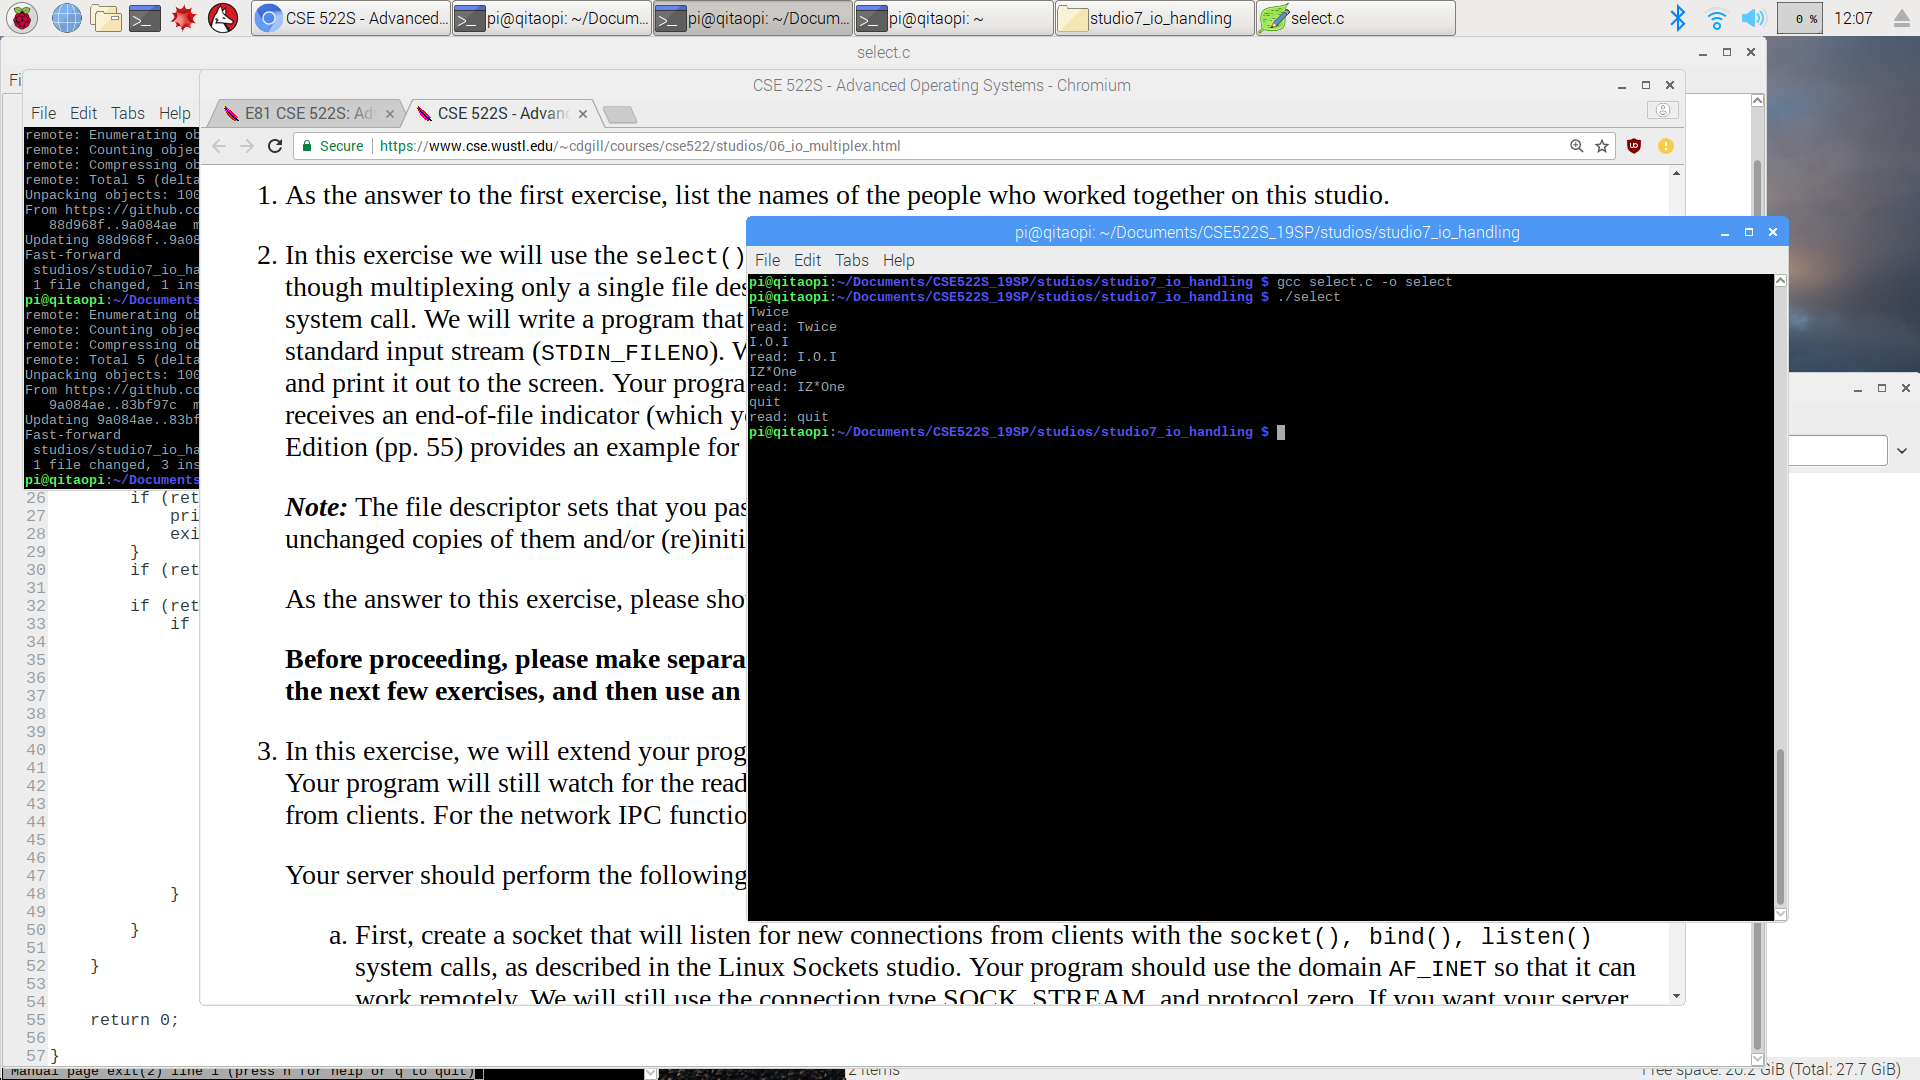 CSE 522S - Advanced...
pi@qitaopi: ~/Docum...
pi@qitaopi: ~/Docum...
pi@qitaopi: ~
studio7_io_handling
select.c
0 %
12:07
select.c
Fi
CSE 522S - Advanced Operating Systems - Chromium
File Edit Tabs Help
E81 CSE 522S: Ad
CSE 522S - Advan
Secure
https://www.cse.wustl.edu/~cdgill/courses/cse522/studios/06_io_multiplex.html
remote: Enumerating ob
remote: Counting objec
remote: Compressing ob
remote: Total 5 (delta
Unpacking objects: 100
From https://github.co
88d968f..9a084ae m
Updating 88d968f..9a08
Fast-forward
studios/studio7_io_ha
1 file changed, 1 ins
pi@qitaopi:~/Documents
remote: Enumerating ob
remote: Counting objec
remote: Compressing ob
remote: Total 5 (delta
Unpacking objects: 100
From https://github.co
9a084ae..83bf97c m
Updating 9a084ae..83bf
Fast-forward
studios/studio7_io_ha
1 file changed, 3 ins
pi@qitaopi:~/Documents
26 if (ret
27 pri
28 exi
29 }
30 if (ret
31
32 if (ret
33 if
34
35
36
37
38
39
40
41
42
43
44
45
46
47
48 }
49
50 }
51
52 }
53
54
55 return 0;
56
57 }
1. As the answer to the first exercise, list the names of the people who worked together on this studio.
2. In this exercise we will use the select()
though multiplexing only a single file des
system call. We will write a program that
standard input stream (STDIN_FILENO). V
and print it out to the screen. Your progra
receives an end-of-file indicator (which y
Edition (pp. 55) provides an example for
Note: The file descriptor sets that you pas
unchanged copies of them and/or (re)initi
As the answer to this exercise, please sho
Before proceeding, please make separa
the next few exercises, and then use an
3. In this exercise, we will extend your prog
Your program will still watch for the read
from clients. For the network IPC functio
Your server should perform the following
a. First, create a socket that will listen for new connections from clients with the socket(), bind(), listen()
system calls, as described in the Linux Sockets studio. Your program should use the domain AF_INET so that it can
work remotely. We will still use the connection type SOCK_STREAM, and protocol zero. If you want your server
pi@qitaopi: ~/Documents/CSE522S_19SP/studios/studio7_io_handling
File Edit Tabs Help
pi@qitaopi:~/Documents/CSE522S_19SP/studios/studio7_io_handling $ gcc select.c -o select
pi@qitaopi:~/Documents/CSE522S_19SP/studios/studio7_io_handling $ ./select
Twice
read: Twice
I.O.I
read: I.O.I
IZ*One
read: IZ*One
quit
read: quit
pi@qitaopi:~/Documents/CSE522S_19SP/studios/studio7_io_handling $
Manual page exit(2) line 1 (press h for help or q to quit)
2 items
Free space: 20.2 GiB (Total: 27.7 GiB)